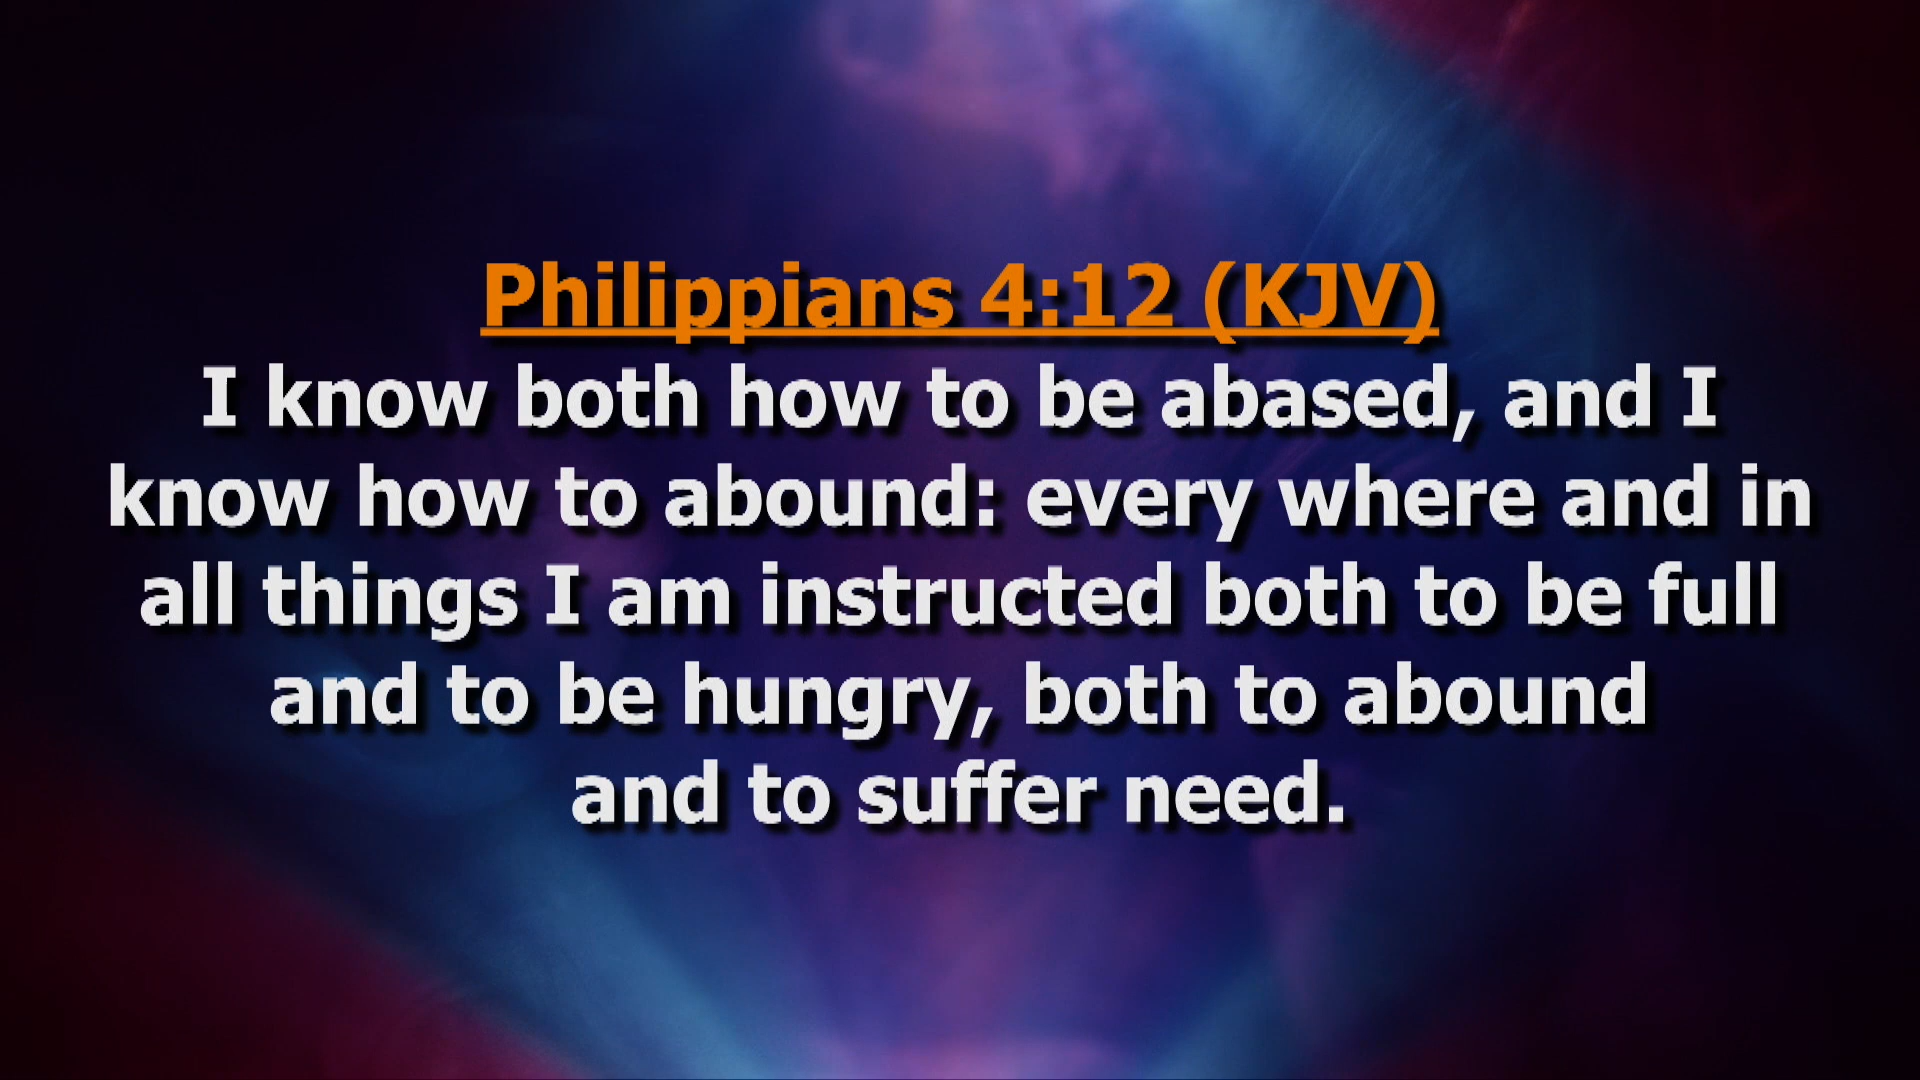 Philippians 4:12 (KJV)
I know both how to be abased, and I
know how to abound: every where and in
all things I am instructed both to be full
and to be hungry, both to abound
and to suffer need.